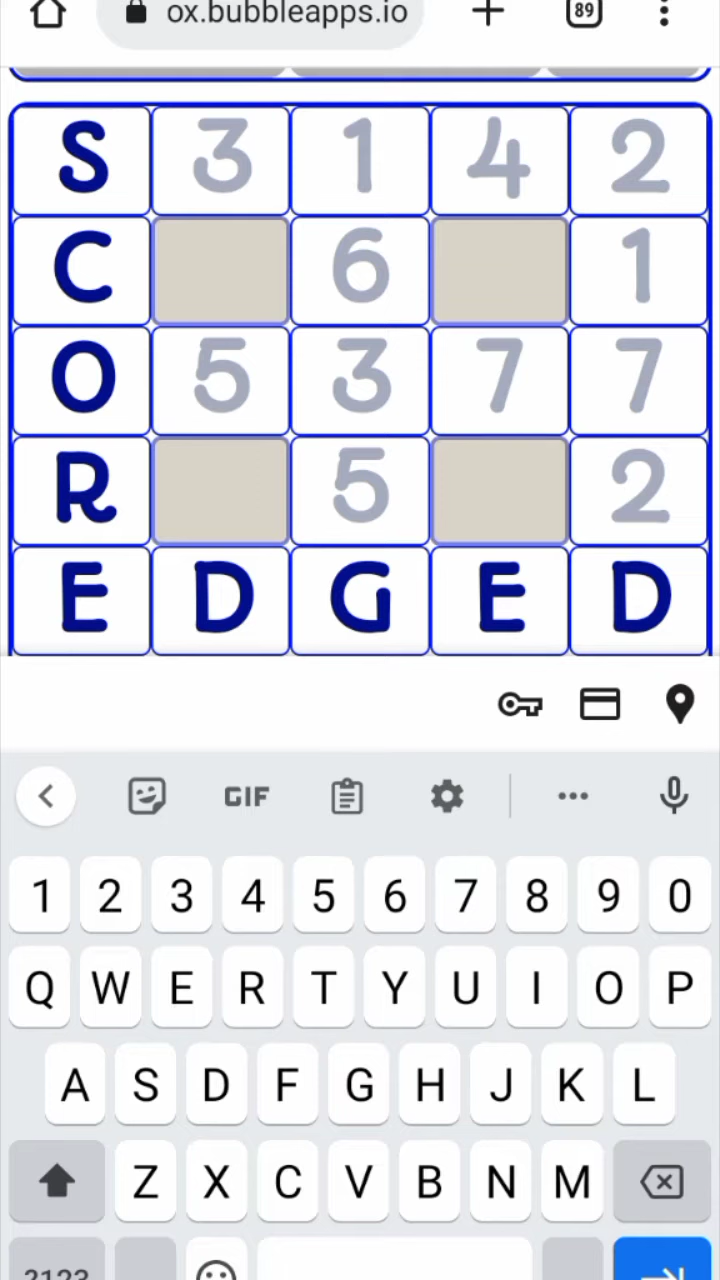 ox.bubbleapps.io
89
S 3 1 4 2
C 6 1
O 5 3 7 7
R 5 2
E D G E D
GIF
1 2 3 4 5 6 7 8 9 0
Q W E R T Y U I O P
A S D F G H J K L
Z X C V B N M
?123